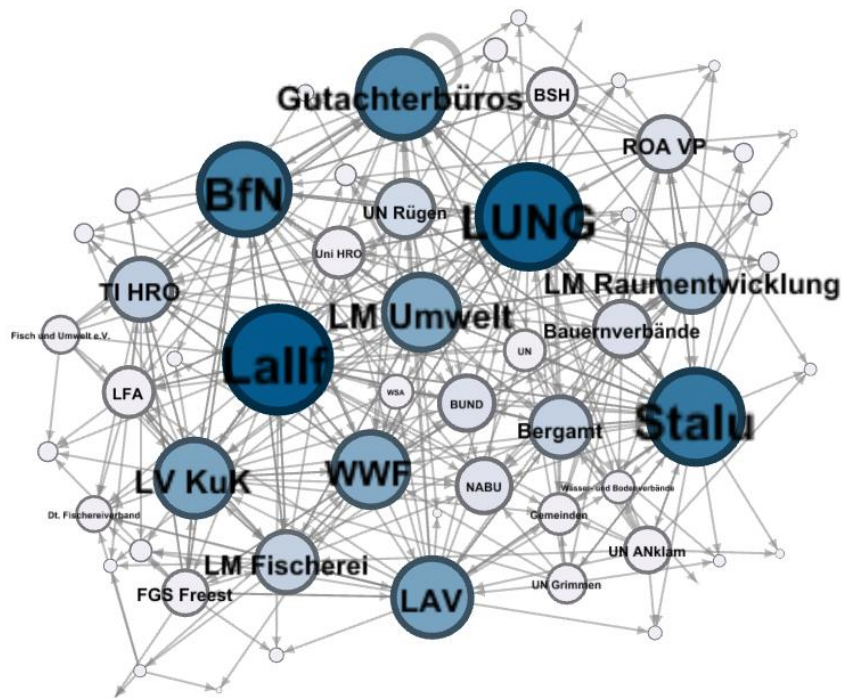 Gutachterbüros
BSH
ROA VP
BfN
UN Rügen
LUNG
Uni HRO
TI HRO
LM Raumentwicklung
LM Umwelt
Bauernverbände
Fisch und Umwelt e.V.
UN
Lallf
LFA
WSA
BUND
Bergamt
Stalu
LV KuK
WWF
NABU
Wasser- und Bodenverbände
Dt. Fischereiverband
Gemeinden
UN ANklam
LM Fischerei
UN Grimmen
FGS Freest
LAV